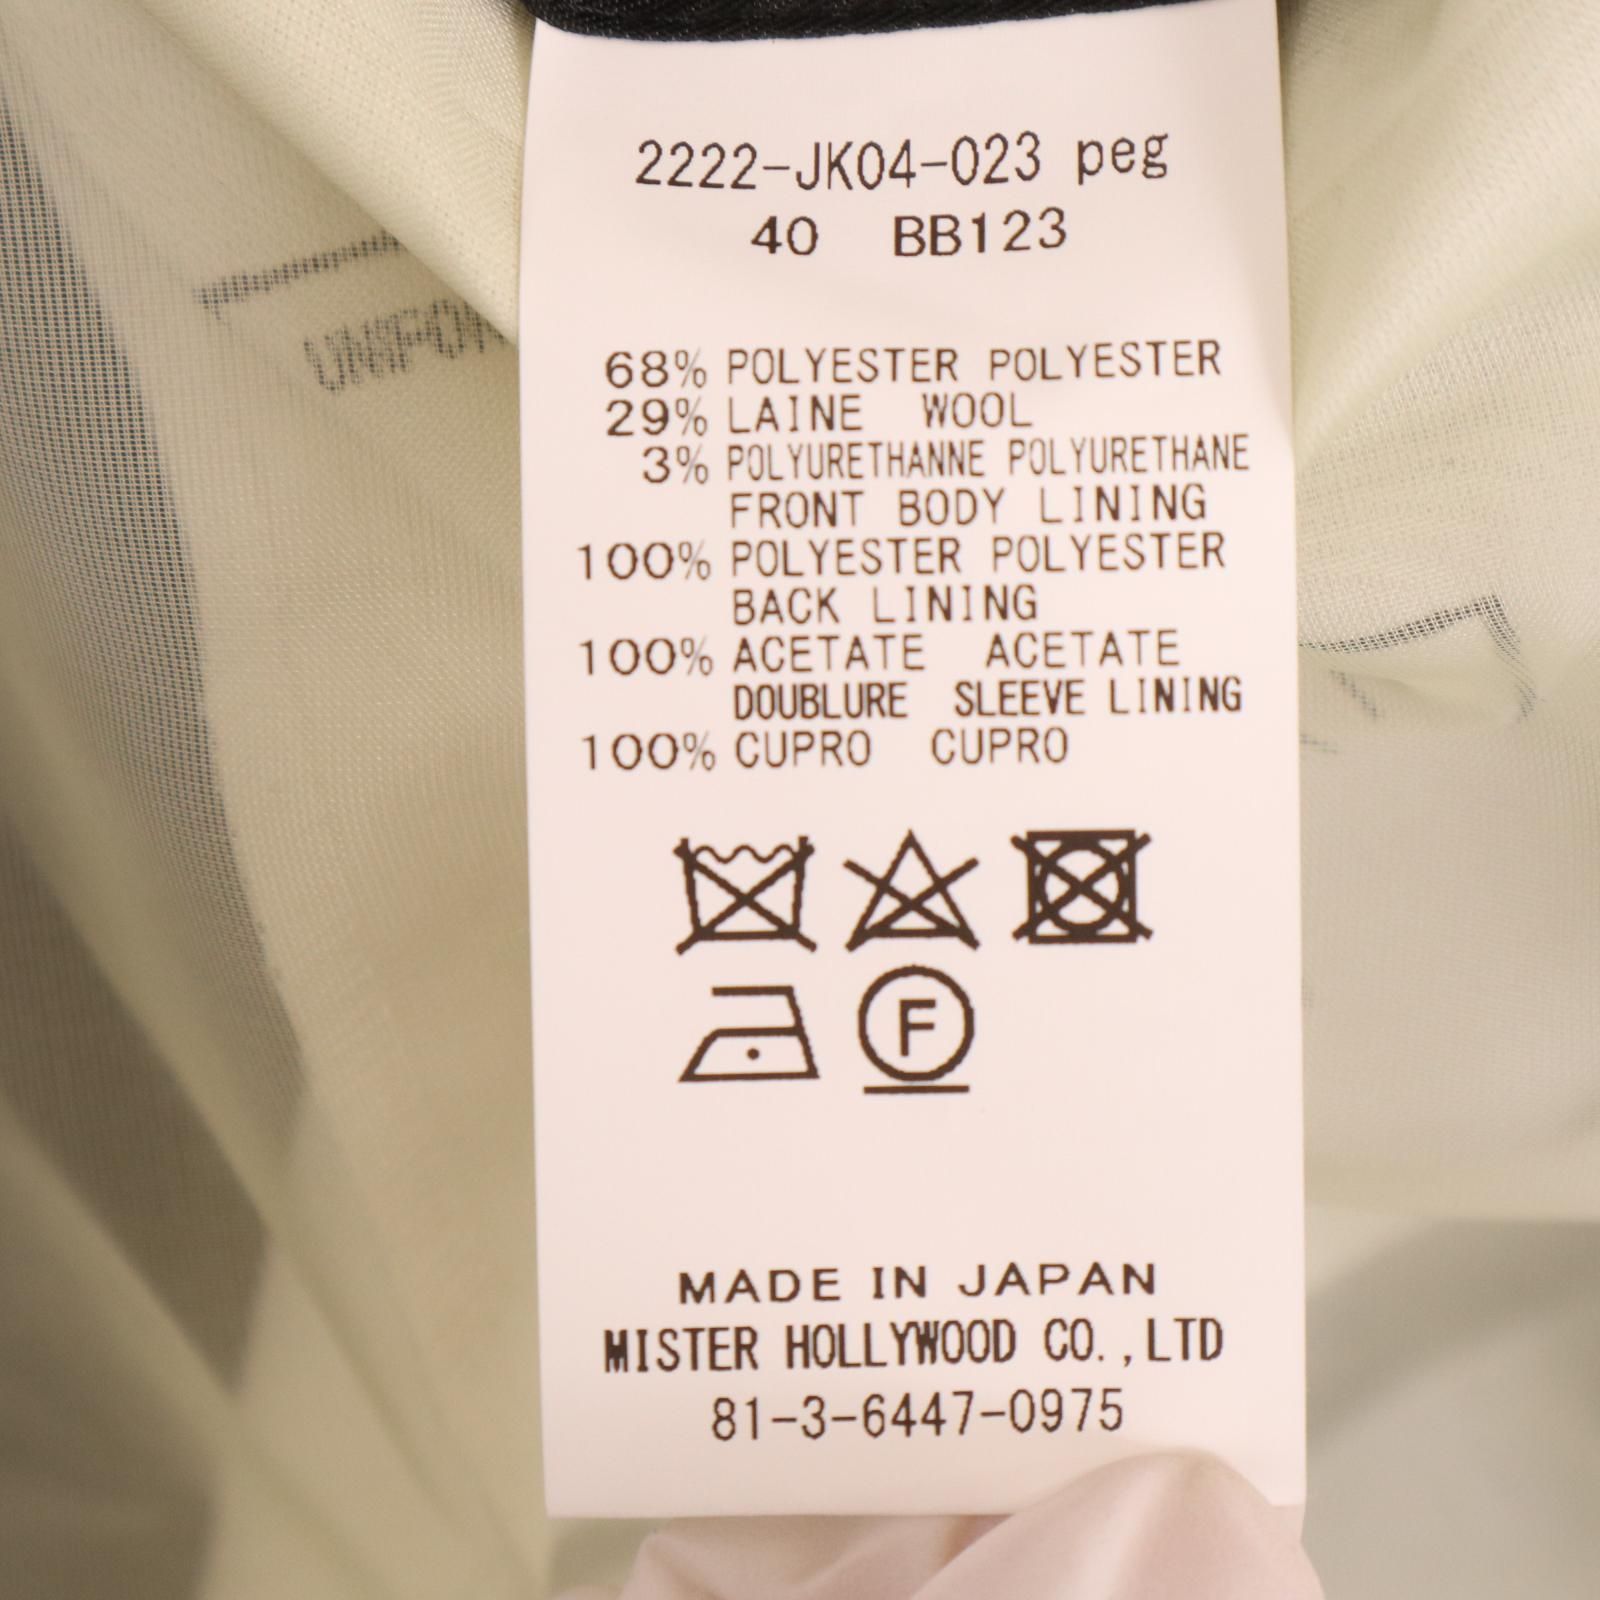 2222-JK04-023 peg
40 BB123
68% POLYESTER POLYESTER
29% LAINE WOOL
3% POLYURETHANNE POLYURETHANE
FRONT BODY LINING
100% POLYESTER POLYESTER
BACK LINING
100% ACETATE ACETATE
DOUBLURE SLEEVE LINING
100% CUPRO CUPRO
F
MADE IN JAPAN
MISTER HOLLYWOOD CO.,LTD
81-3-6447-0975